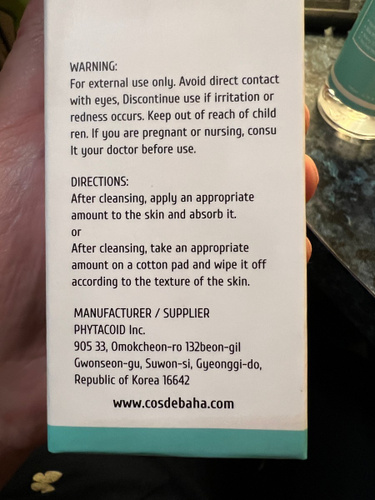 WARNING:
For external use only. Avoid direct contact
with eyes, Discontinue use if irritation or
redness occurs. Keep out of reach of child
ren. If you are pregnant or nursing, consu
lt your doctor before use.
DIRECTIONS:
After cleansing, apply an appropriate
amount to the skin and absorb it.
or
After cleansing, take an appropriate
amount on a cotton pad and wipe it off
according to the texture of the skin.
MANUFACTURER / SUPPLIER
PHYTACOID Inc.
905 33, Omokcheon-ro 132beon-gil
Gwonseon-gu, Suwon-si, Gyeonggi-do,
Republic of Korea 16642
www.cosdebaha.com